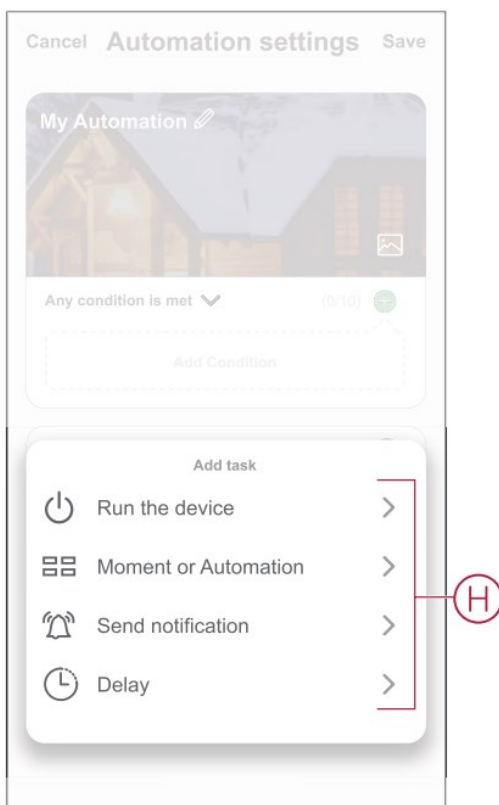 Cancel Automation settings Save
My Automation
Any condition is met (0/10)
Add Condition
Add task
Run the device
Moment or Automation
Send notification
Delay
H